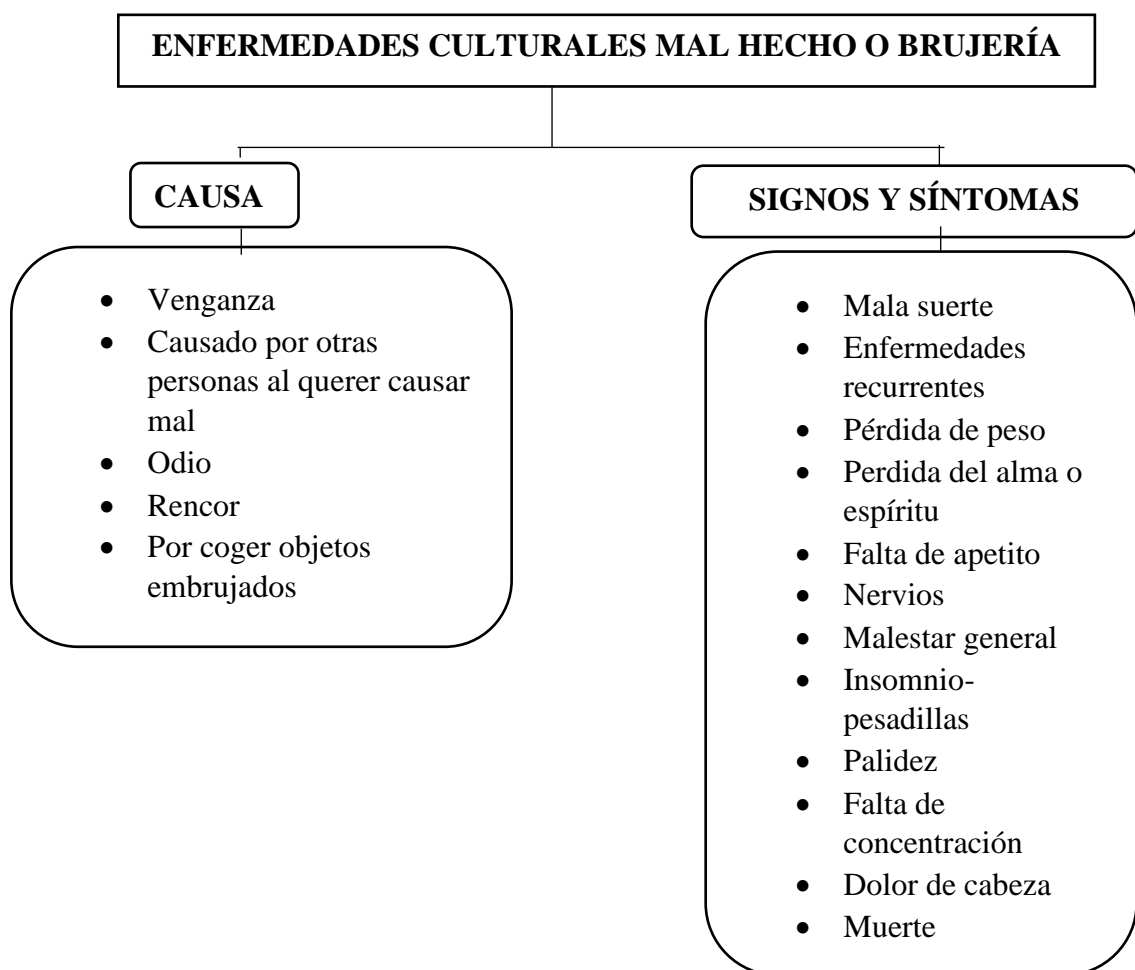 ENFERMEDADES CULTURALES MAL HECHO O BRUJERÍA
CAUSA
• Venganza
• Causado por otras
personas al querer causar
mal
• Odio
• Rencor
• Por coger objetos
embrujados
SIGNOS Y SÍNTOMAS
• Mala suerte
• Enfermedades
recurrentes
• Pérdida de peso
• Perdida del alma o
espíritu
• Falta de apetito
• Nervios
• Malestar general
• Insomnio-
pesadillas
• Palidez
• Falta de
concentración
• Dolor de cabeza
• Muerte